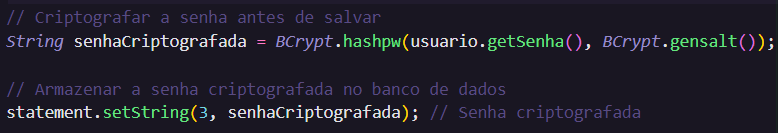 // Criptografar a senha antes de salvar
String senhaCriptografada = BCrypt.hashpw(usuario.getSenha(), BCrypt.gensalt());
// Armazenar a senha criptografada no banco de dados
statement.setString(3, senhaCriptografada); // Senha criptografada